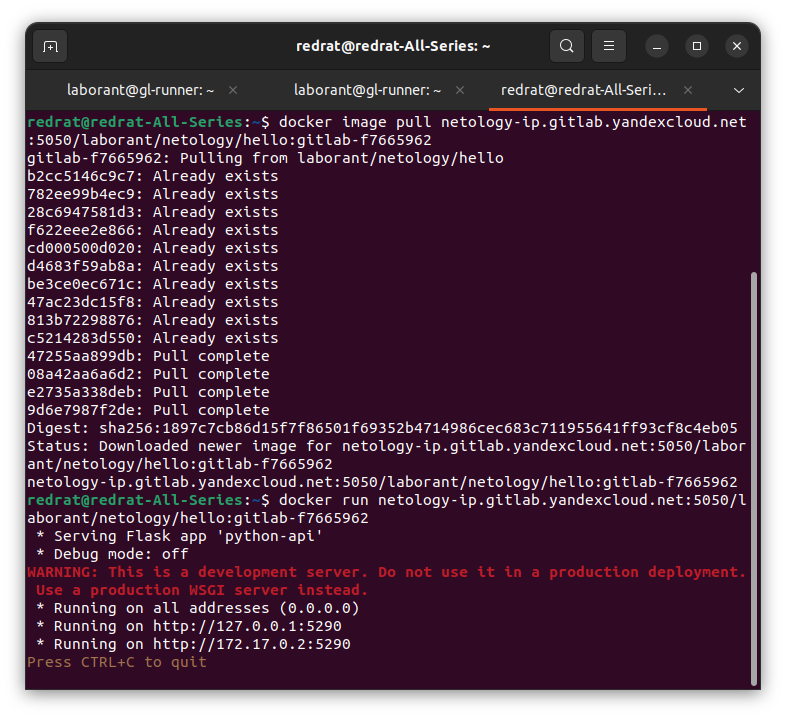 redrat@redrat-All-Series: ~
laborant@gl-runner: ~
laborant@gl-runner: ~
redrat@redrat-All-Seri...
redrat@redrat-All-Series:~$ docker image pull netology-ip.gitlab.yandexcloud.net
:5050/laborant/netology/hello:gitlab-f7665962
gitlab-f7665962: Pulling from laborant/netology/hello
b2cc5146c9c7: Already exists
782ee99b4ec9: Already exists
28c6947581d3: Already exists
f622eee2e866: Already exists
cd000500d020: Already exists
d4683f59ab8a: Already exists
be3ce0ec671c: Already exists
47ac23dc15f8: Already exists
813b72298876: Already exists
c5214283d550: Already exists
47255aa899db: Pull complete
08a42aa6a6d2: Pull complete
e2735a338deb: Pull complete
9d6e7987f2de: Pull complete
Digest: sha256:1897c7cb86d15f7f86501f69352b4714986cec683c711955641ff93cf8c4eb05
Status: Downloaded newer image for netology-ip.gitlab.yandexcloud.net:5050/labor
ant/netology/hello:gitlab-f7665962
netology-ip.gitlab.yandexcloud.net:5050/laborant/netology/hello:gitlab-f7665962
redrat@redrat-All-Series:~$ docker run netology-ip.gitlab.yandexcloud.net:5050/l
aborant/netology/hello:gitlab-f7665962
 * Serving Flask app 'python-api'
 * Debug mode: off
WARNING: This is a development server. Do not use it in a production deployment.
 Use a production WSGI server instead.
 * Running on all addresses (0.0.0.0)
 * Running on http://127.0.0.1:5290
 * Running on http://172.17.0.2:5290
Press CTRL+C to quit